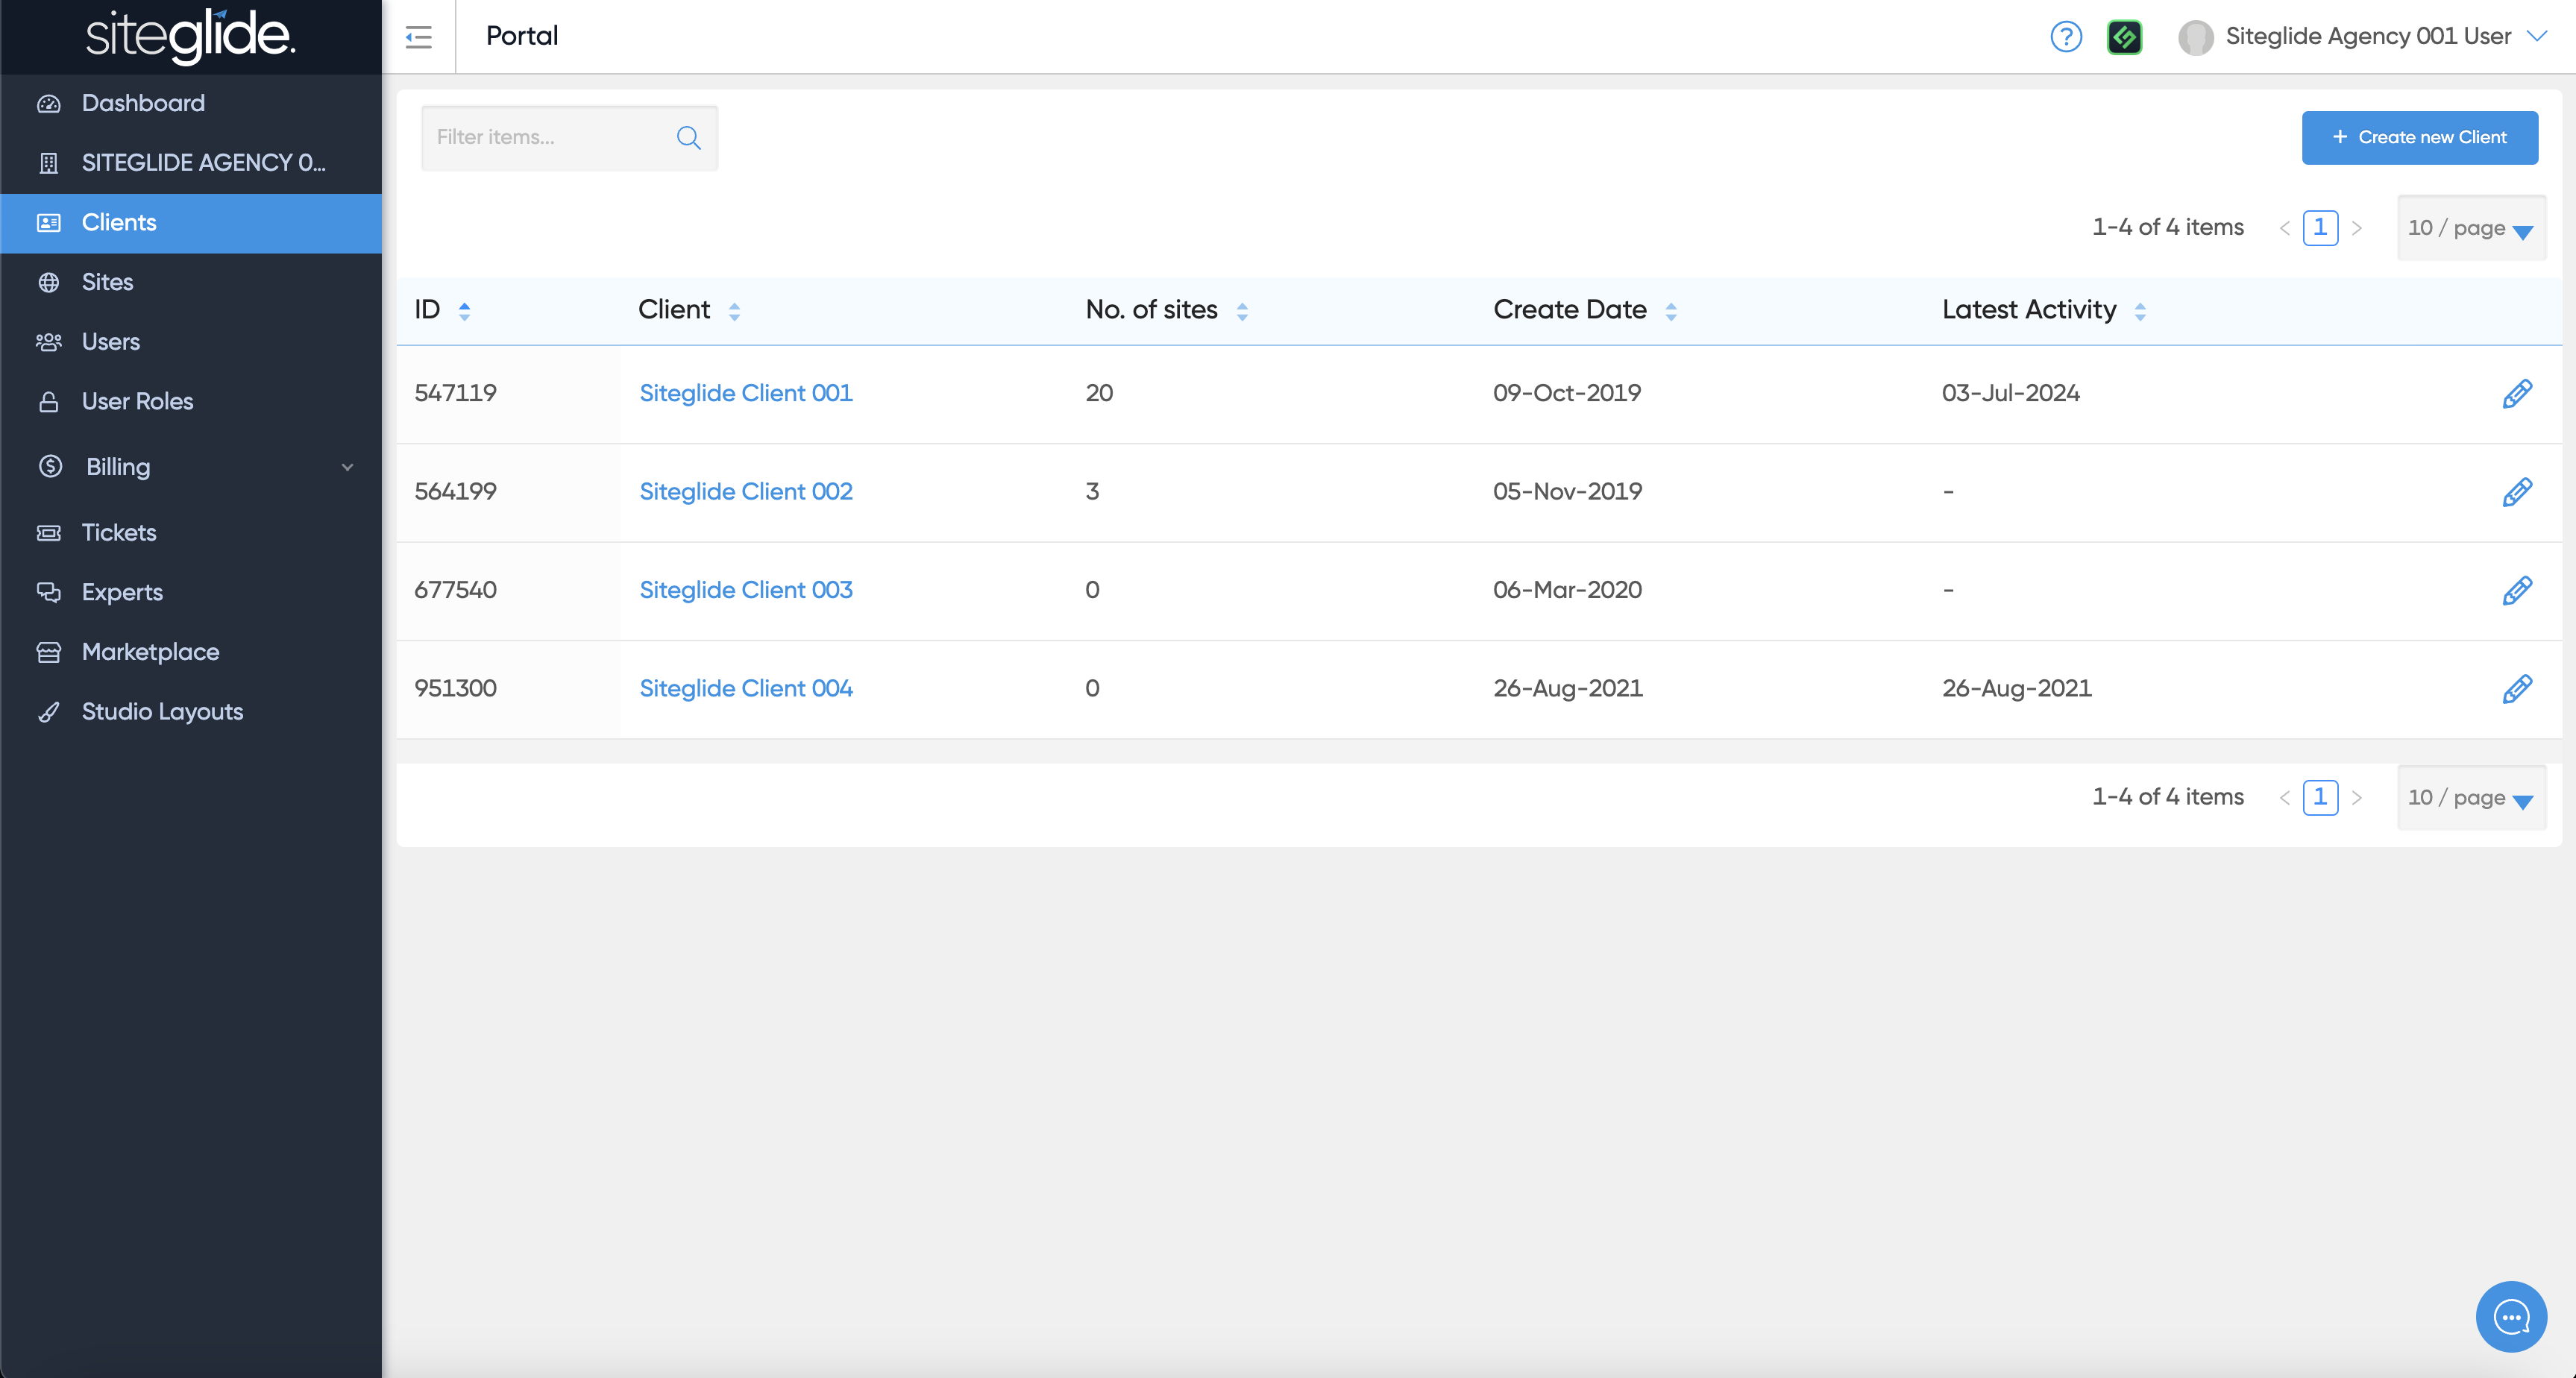 siteglide.
Portal
Siteglide Agency 001 User
Dashboard
SITEGLIDE AGENCY 0...
Clients
Sites
Users
User Roles
Billing
Tickets
Experts
Marketplace
Studio Layouts
Filter items...
+ Create new Client
1-4 of 4 items < 1 > 10 / page
ID Client No. of sites Create Date Latest Activity
547119 Siteglide Client 001 20 09-Oct-2019 03-Jul-2024
564199 Siteglide Client 002 3 05-Nov-2019 -
677540 Siteglide Client 003 0 06-Mar-2020 -
951300 Siteglide Client 004 0 26-Aug-2021 26-Aug-2021
1-4 of 4 items < 1 > 10 / page